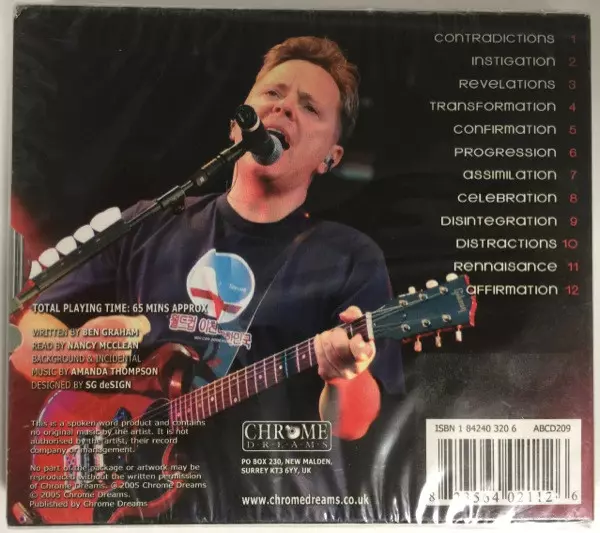 CONTRADICTIONS 1
INSTIGATION 2
REVELATIONS 3
TRANSFORMATION 4
CONFIRMATION 5
PROGRESSION 6
ASSIMILATION 7
CELEBRATION 8
DISINTEGRATION 9
DISTRACTIONS 10
RENNAISANCE 11
AFFIRMATION 12
TOTAL PLAYING TIME: 65 MINS APPROX
WRITTEN BY BEN GRAHAM
READ BY NANCY MCCLEAN
BACKGROUND & INCIDENTAL
MUSIC BY AMANDA THOMPSON
DESIGNED BY SG deSIGN
This is a spoken word product and contains
no original music by the artist. It is not
authorised by the artist, their record
company or management.
No part of the package or artwork may be
reproduced without the written permission
of Chrome Dreams. ℗ 2005 Chrome Dreams
© 2005 Chrome Dreams.
Published by Chrome Dreams
CHROME
DREAMS
PO BOX 230, NEW MALDEN,
SURREY KT3 6YY, UK
www.chromedreams.co.uk
ISBN 1 84240 320 6 ABCD209